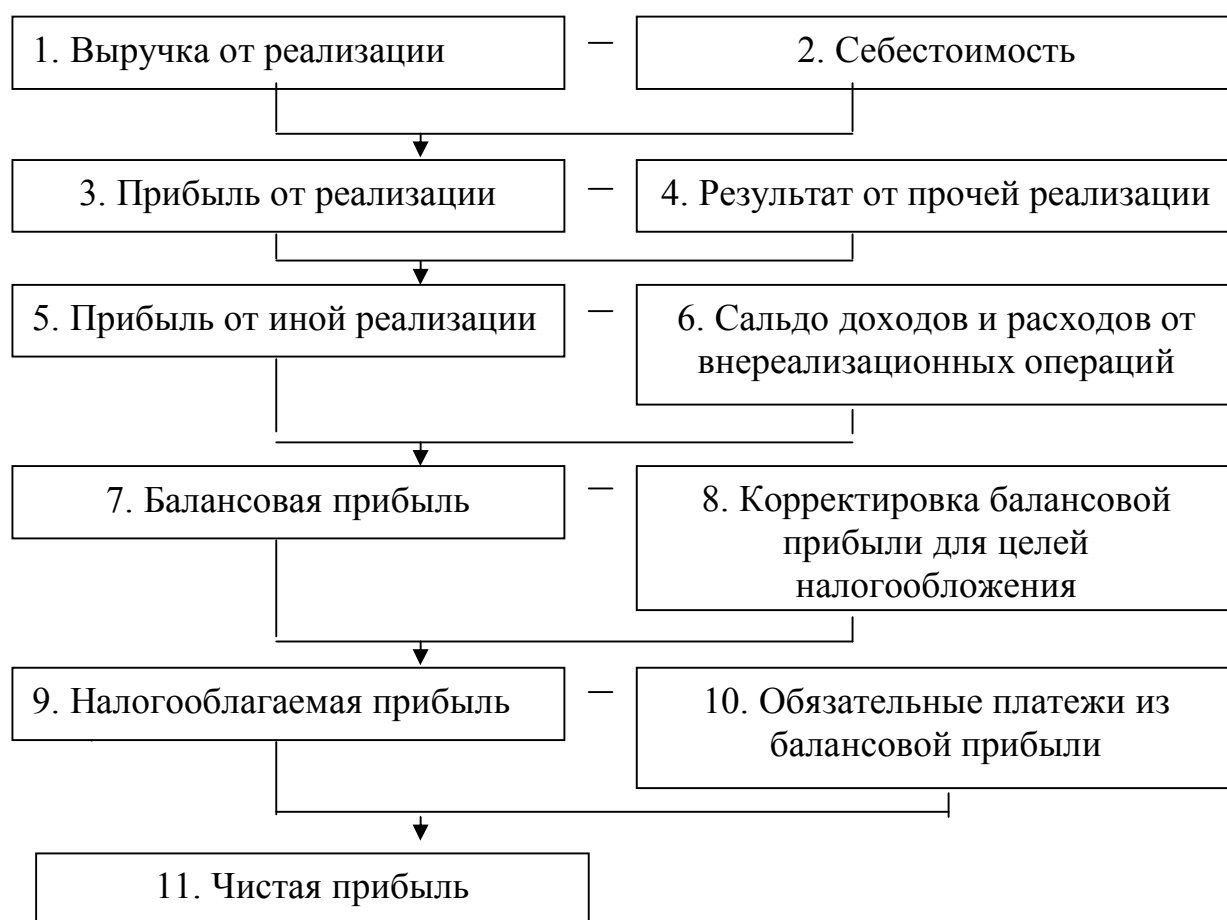 1. Выручка от реализации
–
2. Себестоимость
3. Прибыль от реализации
–
4. Результат от прочей реализации
5. Прибыль от иной реализации
–
6. Сальдо доходов и расходов от
внереализационных операций
7. Балансовая прибыль
–
8. Корректировка балансовой
прибыли для целей
налогообложения
9. Налогооблагаемая прибыль
–
10. Обязательные платежи из
балансовой прибыли
11. Чистая прибыль